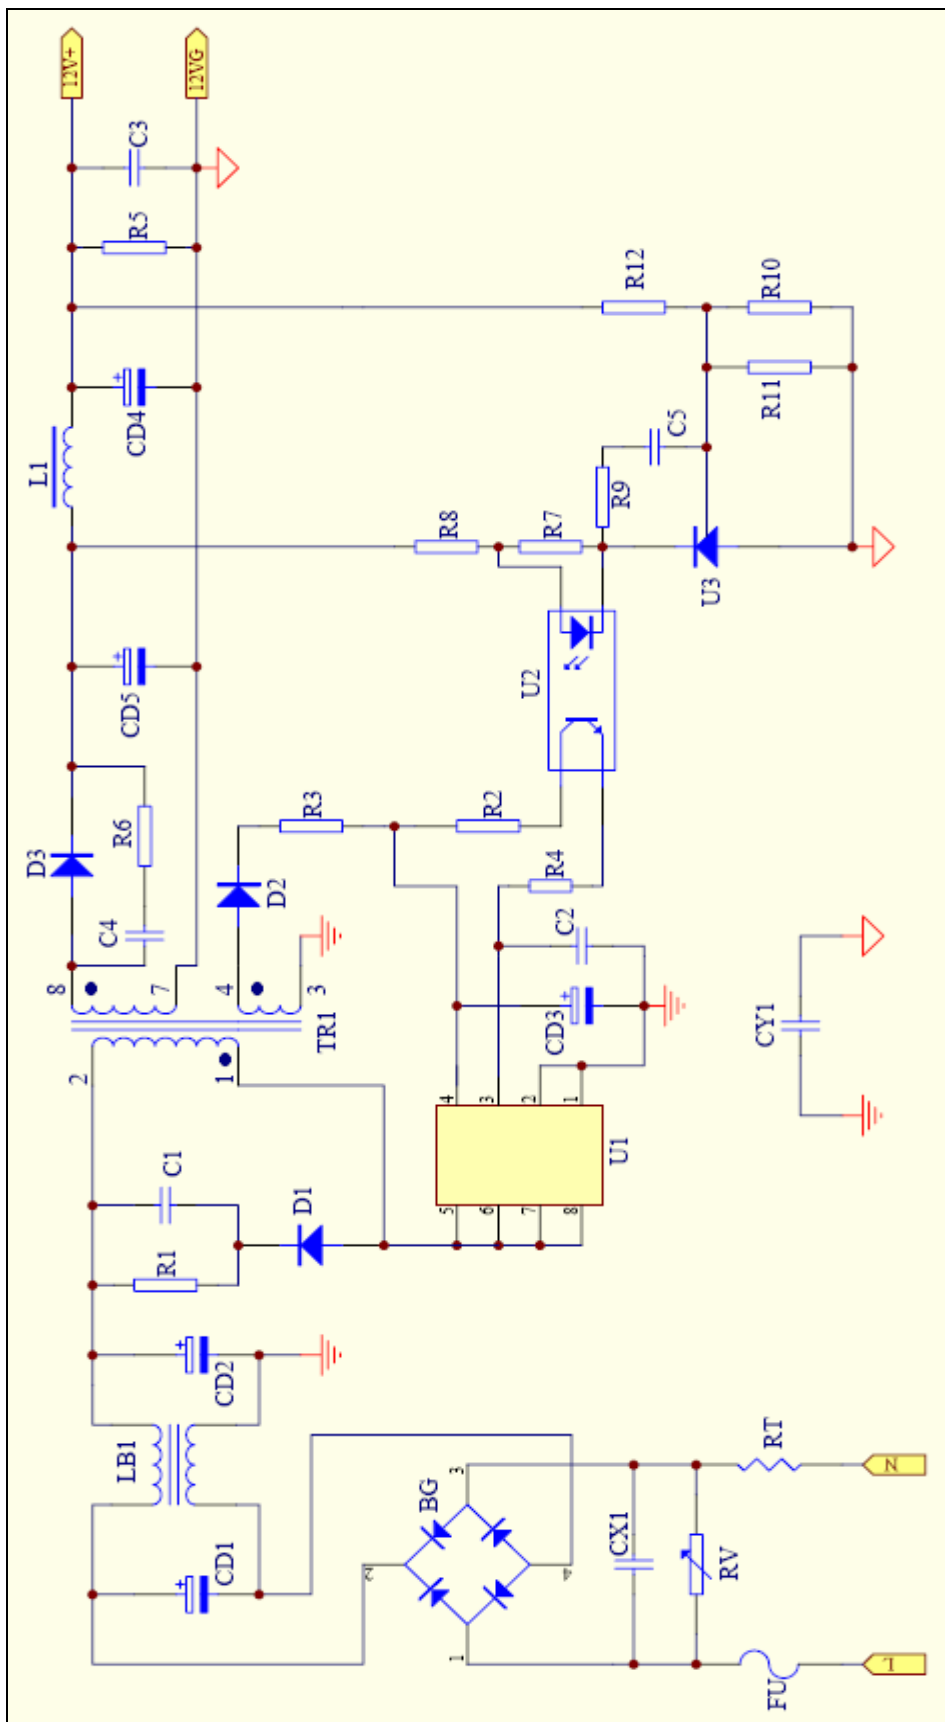 12V+
12VG
C3
R5
R12
R10
R11
CD4
C5
L1
R9
R8
R7
U3
CD5
U2
R6
D3
R3
R2
R4
C4
D2
C2
8
7
4
3
TR1
CD3
CY1
2
1
4
3
2
1
U1
5
6
7
8
C1
D1
R1
CD2
LB1
RT
N
BG
3
CX1
CD1
2
4
RV
1
FU
L